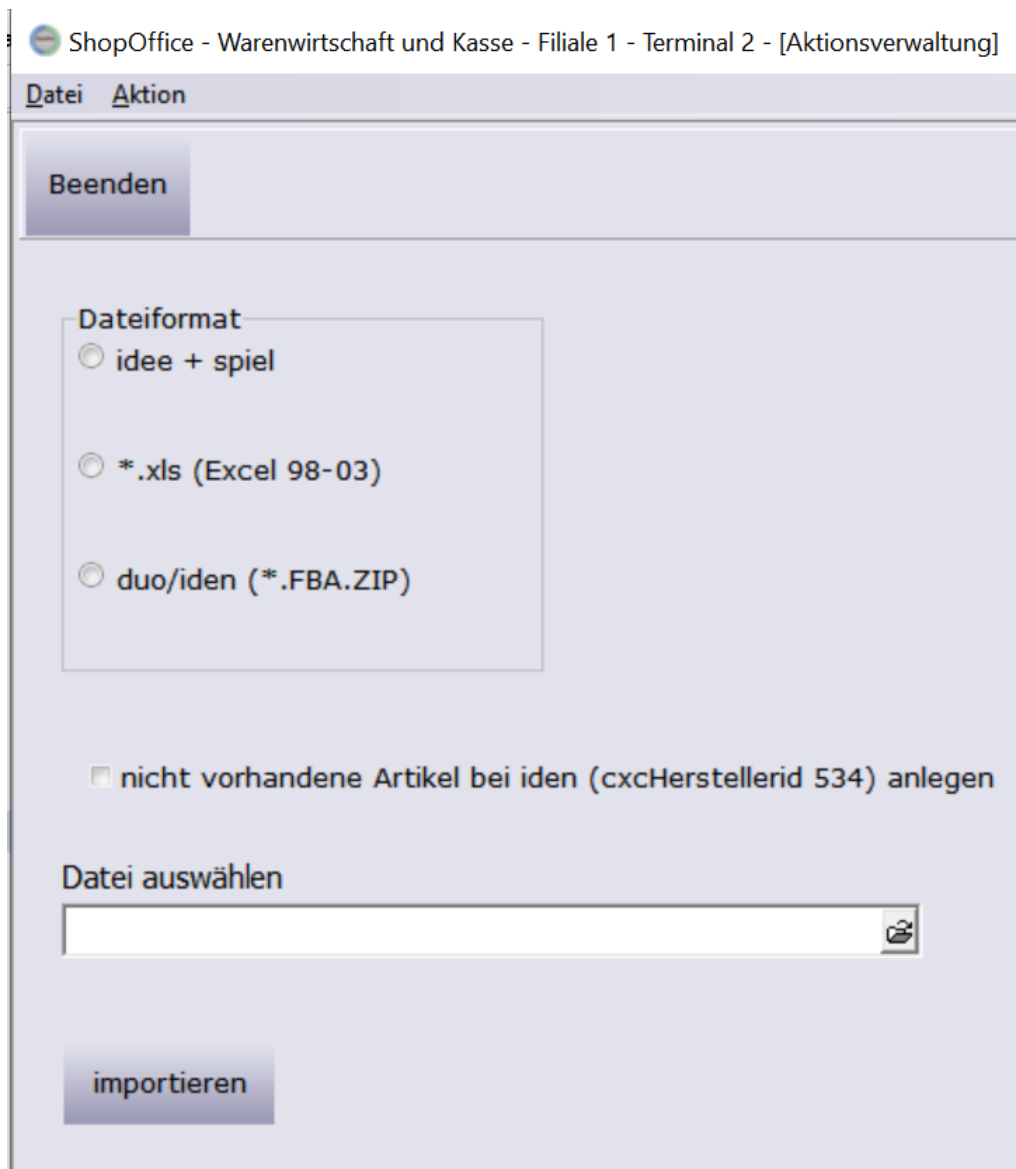 ShopOffice - Warenwirtschaft und Kasse - Filiale 1 - Terminal 2 - [Aktionsverwaltung]
Datei Aktion
Beenden
Dateiformat
idee + spiel
*.xls (Excel 98-03)
duo/iden (*.FBA.ZIP)
nicht vorhandene Artikel bei iden (cxcHerstellerid 534) anlegen
Datei auswählen
importieren